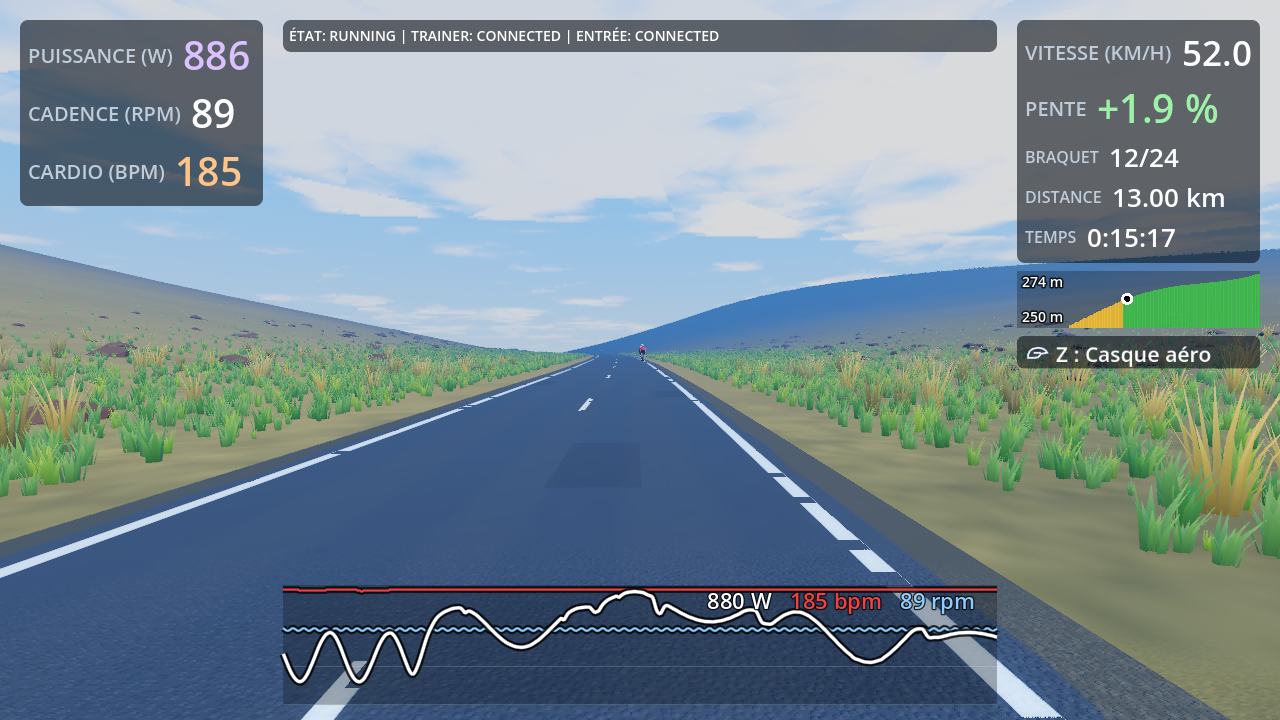 PUISSANCE (W) 886
CADENCE (RPM) 89
CARDIO (BPM) 185
ÉTAT: RUNNING | TRAINER: CONNECTED | ENTRÉE: CONNECTED
VITESSE (KM/H) 52.0
PENTE +1.9 %
BRAQUET 12/24
DISTANCE 13.00 km
TEMPS 0:15:17
274 m
250 m
Z : Casque aéro
880 W 185 bpm 89 rpm